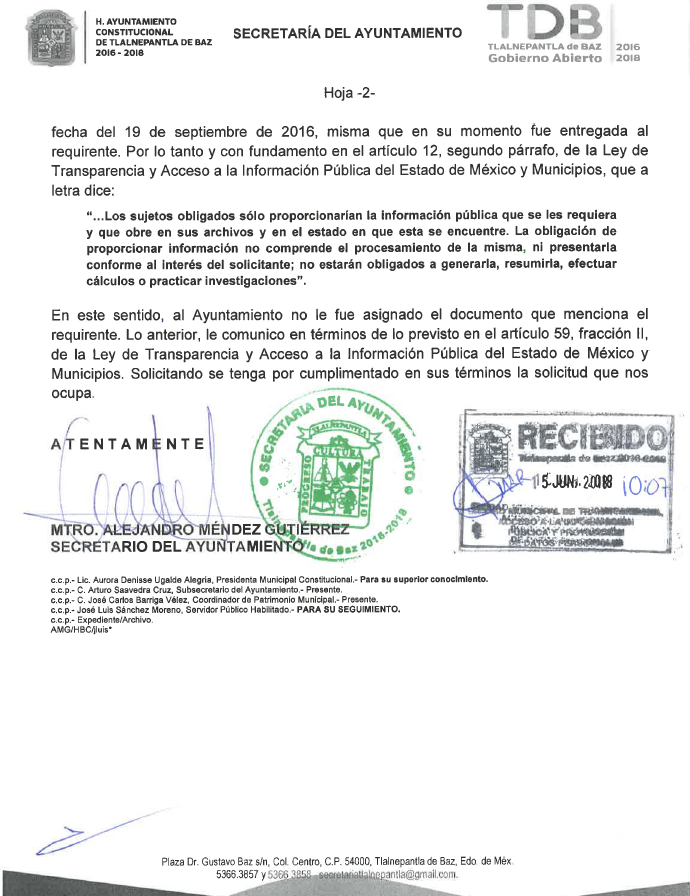 H. AYUNTAMIENTO
CONSTITUCIONAL
DE TLALNEPANTLA DE BAZ
2016 - 2018
SECRETARÍA DEL AYUNTAMIENTO
TDB
TLALNEPANTLA de BAZ
Gobierno Abierto
2016
2018
Hoja -2-
fecha del 19 de septiembre de 2016, misma que en su momento fue entregada al
requirente. Por lo tanto y con fundamento en el artículo 12, segundo párrafo, de la Ley de
Transparencia y Acceso a la Información Pública del Estado de México y Municipios, que a
letra dice:
“...Los sujetos obligados sólo proporcionarían la información pública que se les requiera
y que obre en sus archivos y en el estado en que esta se encuentre. La obligación de
proporcionar información no comprende el procesamiento de la misma, ni presentarla
conforme al interés del solicitante; no estarán obligados a generarla, resumirla, efectuar
cálculos o practicar investigaciones”.
En este sentido, al Ayuntamiento no le fue asignado el documento que menciona el
requirente. Lo anterior, le comunico en términos de lo previsto en el artículo 59, fracción II,
de la Ley de Transparencia y Acceso a la Información Pública del Estado de México y
Municipios. Solicitando se tenga por cumplimentado en sus términos la solicitud que nos
ocupa.
ATENTAMENTE
SECRETARIA DEL AYUNTAMIENTO
TLALNEPANTLA
CULTURA
PROGRESO
TRABAJO
Tlalnepantla de Baz 2016-2018
RECIBIDO
Tlalnepantla de Baz 2016-2018
15 JUN. 2018
10:07
ACCESO A LA INFORMACIÓN
PÚBLICA Y PROTECCIÓN
DE DATOS PERSONALES
MTRO. ALEJANDRO MÉNDEZ GUTIÉRREZ
SECRETARIO DEL AYUNTAMIENTO
c.c.p.- Lic. Aurora Denisse Ugalde Alegría, Presidenta Municipal Constitucional.- Para su superior conocimiento.
c.c.p.- C. Arturo Saavedra Cruz, Subsecretario del Ayuntamiento.- Presente.
c.c.p.- C. José Carlos Barriga Vélez, Coordinador de Patrimonio Municipal.- Presente.
c.c.p.- José Luis Sánchez Moreno, Servidor Público Habilitado.- PARA SU SEGUIMIENTO.
c.c.p.- Expediente/Archivo.
AMG/HBC/jluis*
Plaza Dr. Gustavo Baz s/n, Col. Centro, C.P. 54000, Tlalnepantla de Baz, Edo. de Méx.
5366.3857 y 5366 3858 secretariatlalnepantla@gmail.com.